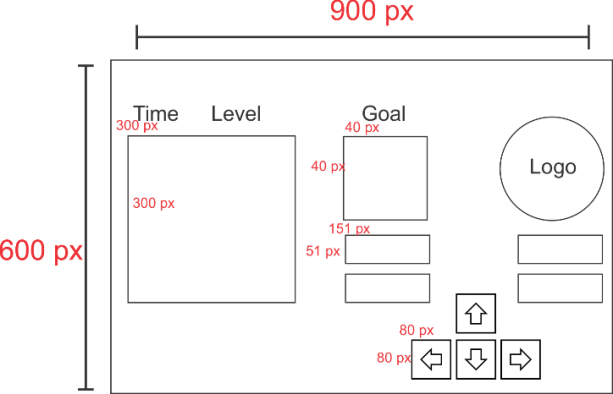 900 px
Time Level Goal
300 px
40 px
40 px
Logo
300 px
151 px
51 px
600 px
80 px
80 px